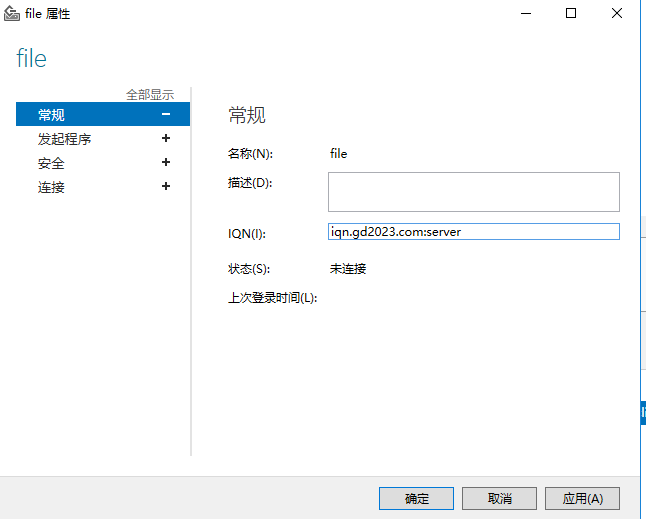 file 属性
file
全部显示
常规
发起程序
安全
连接
常规
名称(N): file
描述(D):
IQN(I): iqn.gd2023.com:server
状态(S): 未连接
上次登录时间(L):
确定 取消 应用(A)